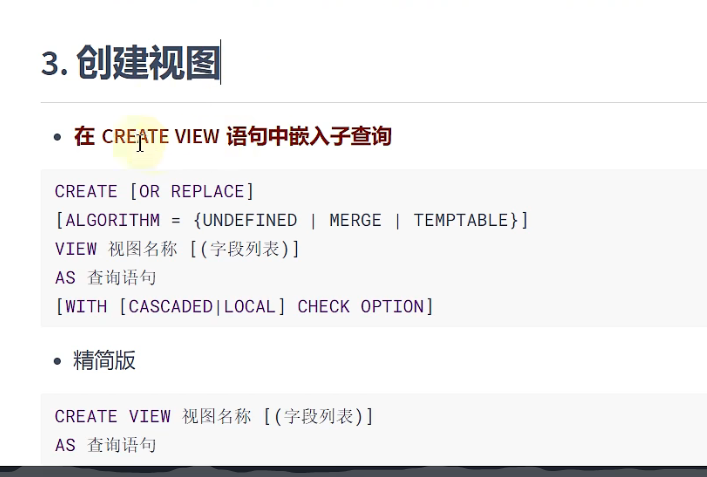 3. 创建视图
在 CREATE VIEW 语句中嵌入子查询
CREATE [OR REPLACE]
[ALGORITHM = {UNDEFINED | MERGE | TEMPTABLE}]
VIEW 视图名称 [(字段列表)]
AS 查询语句
[WITH [CASCADED|LOCAL] CHECK OPTION]
精简版
CREATE VIEW 视图名称 [(字段列表)]
AS 查询语句